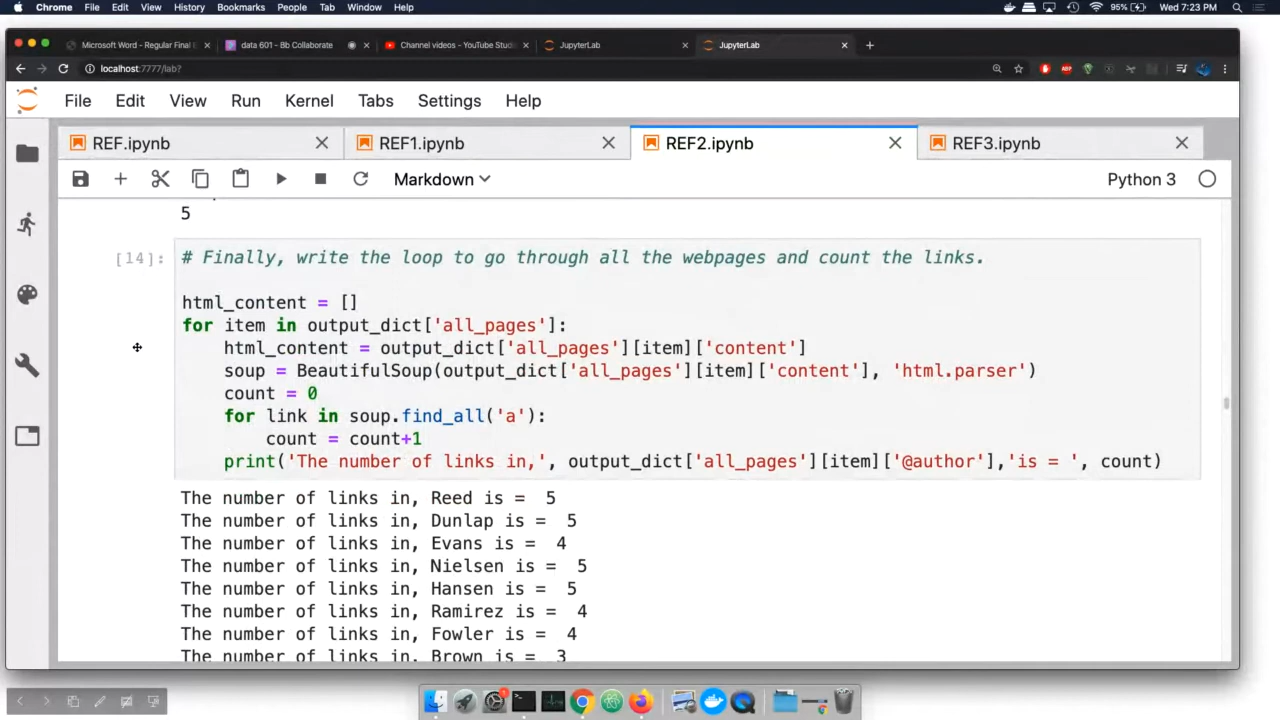 Chrome File Edit View History Bookmarks People Tab Window Help 95% Wed 7:23 PM
Microsoft Word - Regular Final data 601 - Bb Collaborate Channel videos - YouTube Stud JupyterLab JupyterLab
localhost:7777/lab?
File Edit View Run Kernel Tabs Settings Help
REF.ipynb REF1.ipynb REF2.ipynb REF3.ipynb
Markdown Python 3
5
[14]: # Finally, write the loop to go through all the webpages and count the links.
html_content = []
for item in output_dict['all_pages']:
html_content = output_dict['all_pages'][item]['content']
soup = BeautifulSoup(output_dict['all_pages'][item]['content'], 'html.parser')
count = 0
for link in soup.find_all('a'):
count = count+1
print('The number of links in,', output_dict['all_pages'][item]['@author'],'is = ', count)
The number of links in, Reed is = 5
The number of links in, Dunlap is = 5
The number of links in, Evans is = 4
The number of links in, Nielsen is = 5
The number of links in, Hansen is = 5
The number of links in, Ramirez is = 4
The number of links in, Fowler is = 4
The number of links in, Brown is = 3